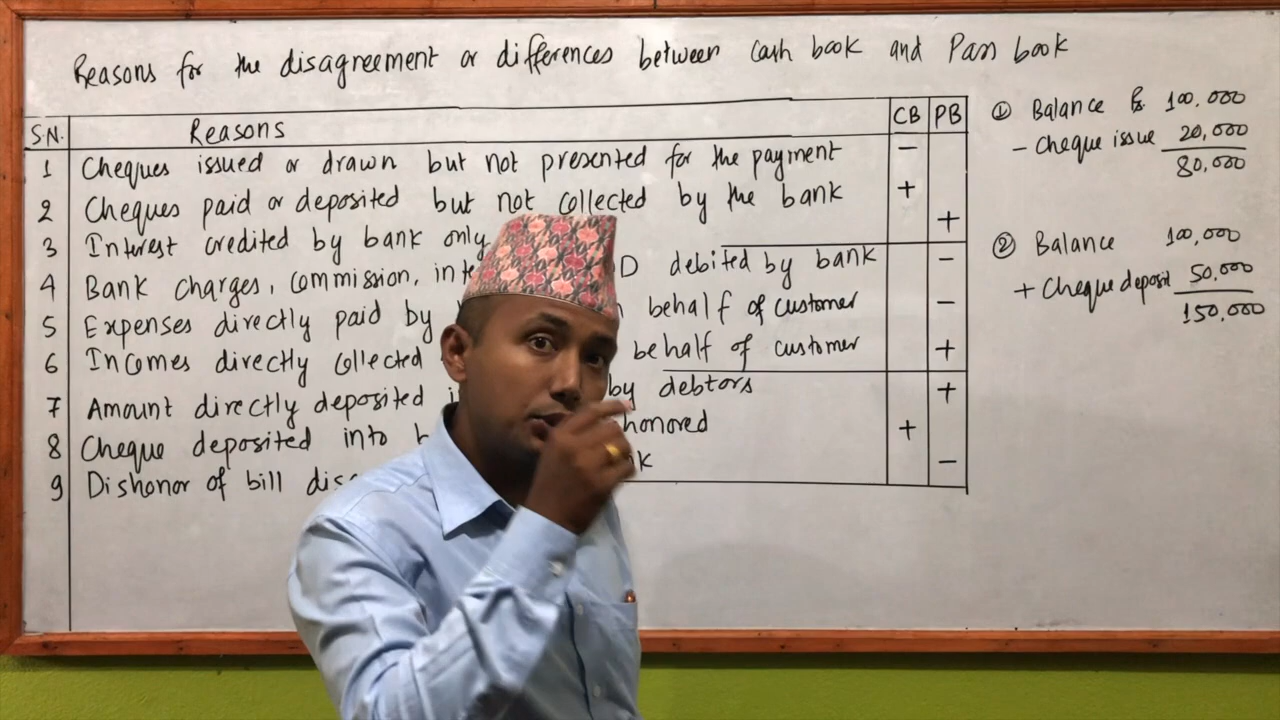 Reasons for the disagreement or differences between cash book and Pass book
S.N. Reasons CB PB
1 Cheques issued or drawn but not presented for the payment −
2 Cheques paid or deposited but not collected by the bank +
3 Interest credited by bank only +
4 Bank charges, commission, inte D debited by bank −
5 Expenses directly paid by behalf of customer −
6 Incomes directly collected behalf of customer +
7 Amount directly deposited by debtors +
8 Cheque deposited into honored +
9 Dishonor of bill −
① Balance Rs. 100,000
− Cheque issue 20,000
80,000
② Balance 100,000
+ Cheque deposit 50,000
150,000